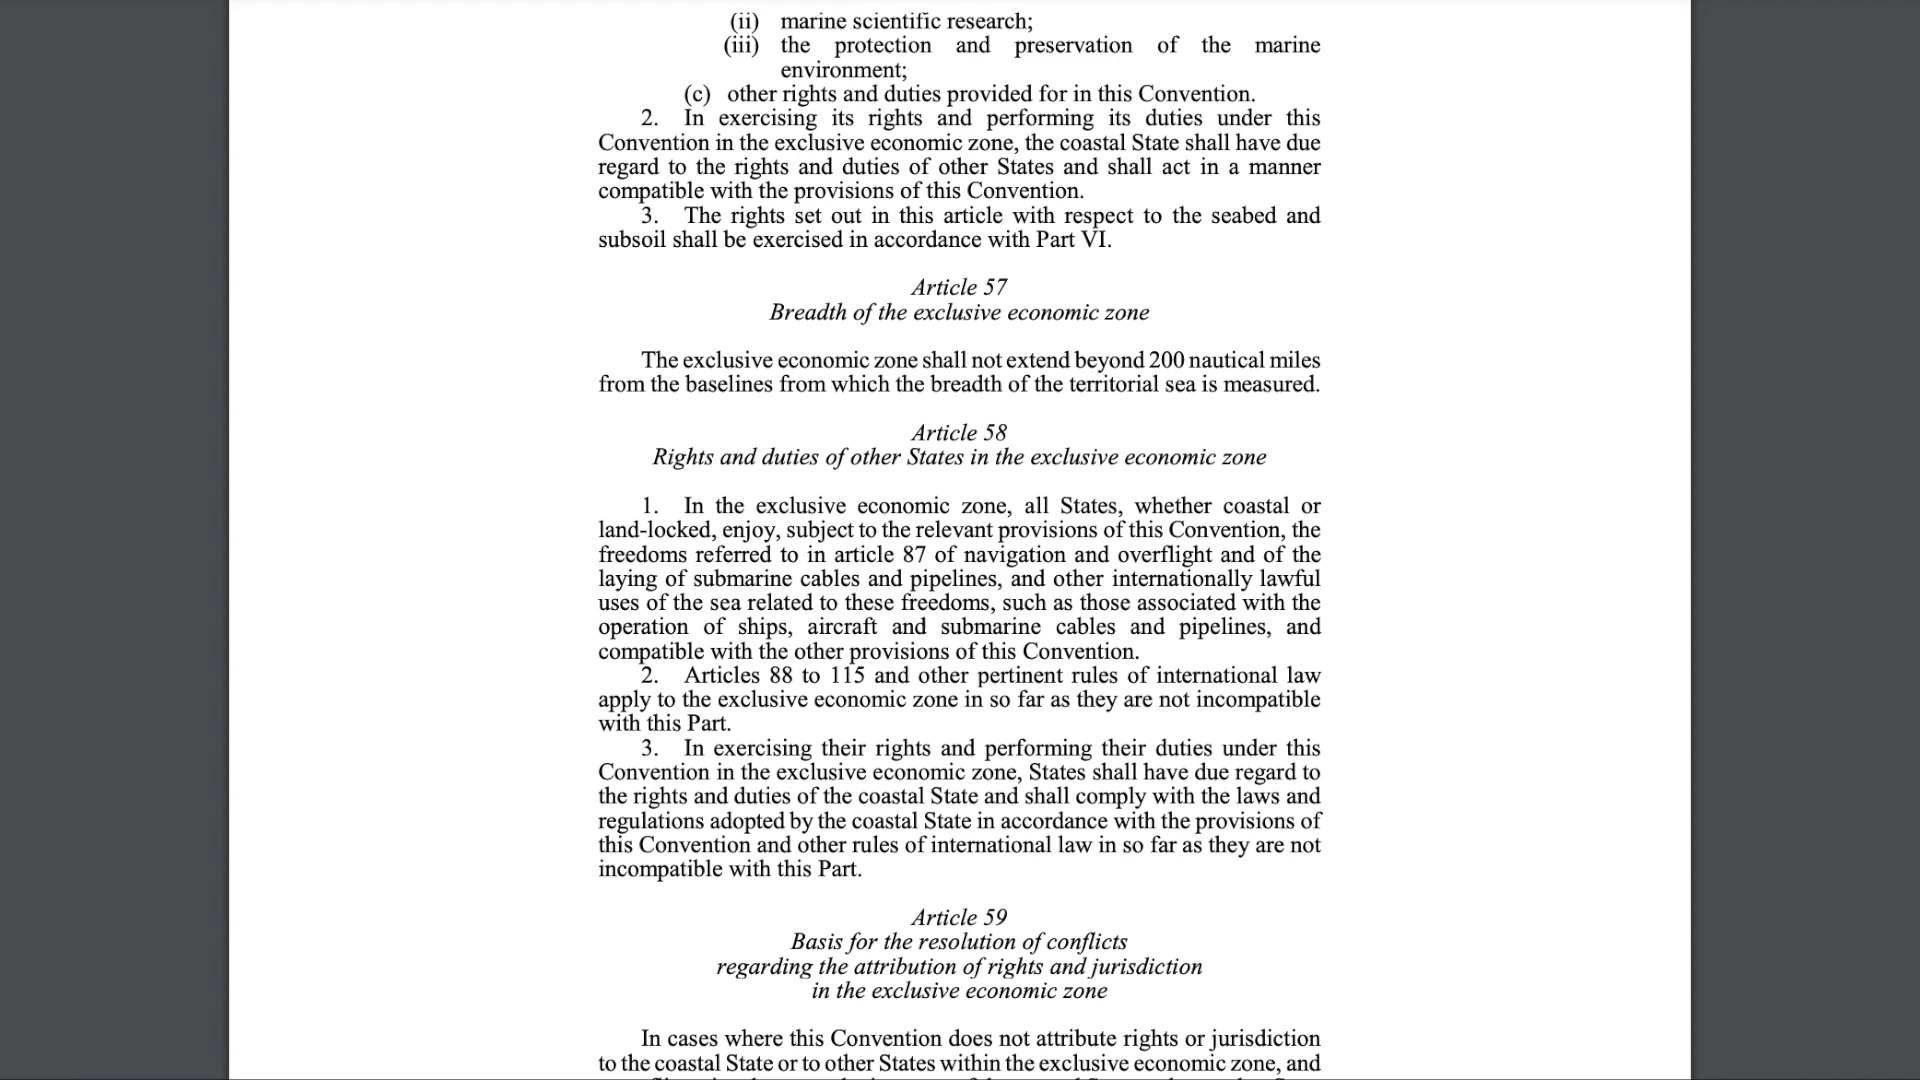 (ii) marine scientific research;
(iii) the protection and preservation of the marine
environment;
(c) other rights and duties provided for in this Convention.
2. In exercising its rights and performing its duties under this
Convention in the exclusive economic zone, the coastal State shall have due
regard to the rights and duties of other States and shall act in a manner
compatible with the provisions of this Convention.
3. The rights set out in this article with respect to the seabed and
subsoil shall be exercised in accordance with Part VI.
Article 57
Breadth of the exclusive economic zone
The exclusive economic zone shall not extend beyond 200 nautical miles
from the baselines from which the breadth of the territorial sea is measured.
Article 58
Rights and duties of other States in the exclusive economic zone
1. In the exclusive economic zone, all States, whether coastal or
land-locked, enjoy, subject to the relevant provisions of this Convention, the
freedoms referred to in article 87 of navigation and overflight and of the
laying of submarine cables and pipelines, and other internationally lawful
uses of the sea related to these freedoms, such as those associated with the
operation of ships, aircraft and submarine cables and pipelines, and
compatible with the other provisions of this Convention.
2. Articles 88 to 115 and other pertinent rules of international law
apply to the exclusive economic zone in so far as they are not incompatible
with this Part.
3. In exercising their rights and performing their duties under this
Convention in the exclusive economic zone, States shall have due regard to
the rights and duties of the coastal State and shall comply with the laws and
regulations adopted by the coastal State in accordance with the provisions of
this Convention and other rules of international law in so far as they are not
incompatible with this Part.
Article 59
Basis for the resolution of conflicts
regarding the attribution of rights and jurisdiction
in the exclusive economic zone
In cases where this Convention does not attribute rights or jurisdiction
to the coastal State or to other States within the exclusive economic zone, and